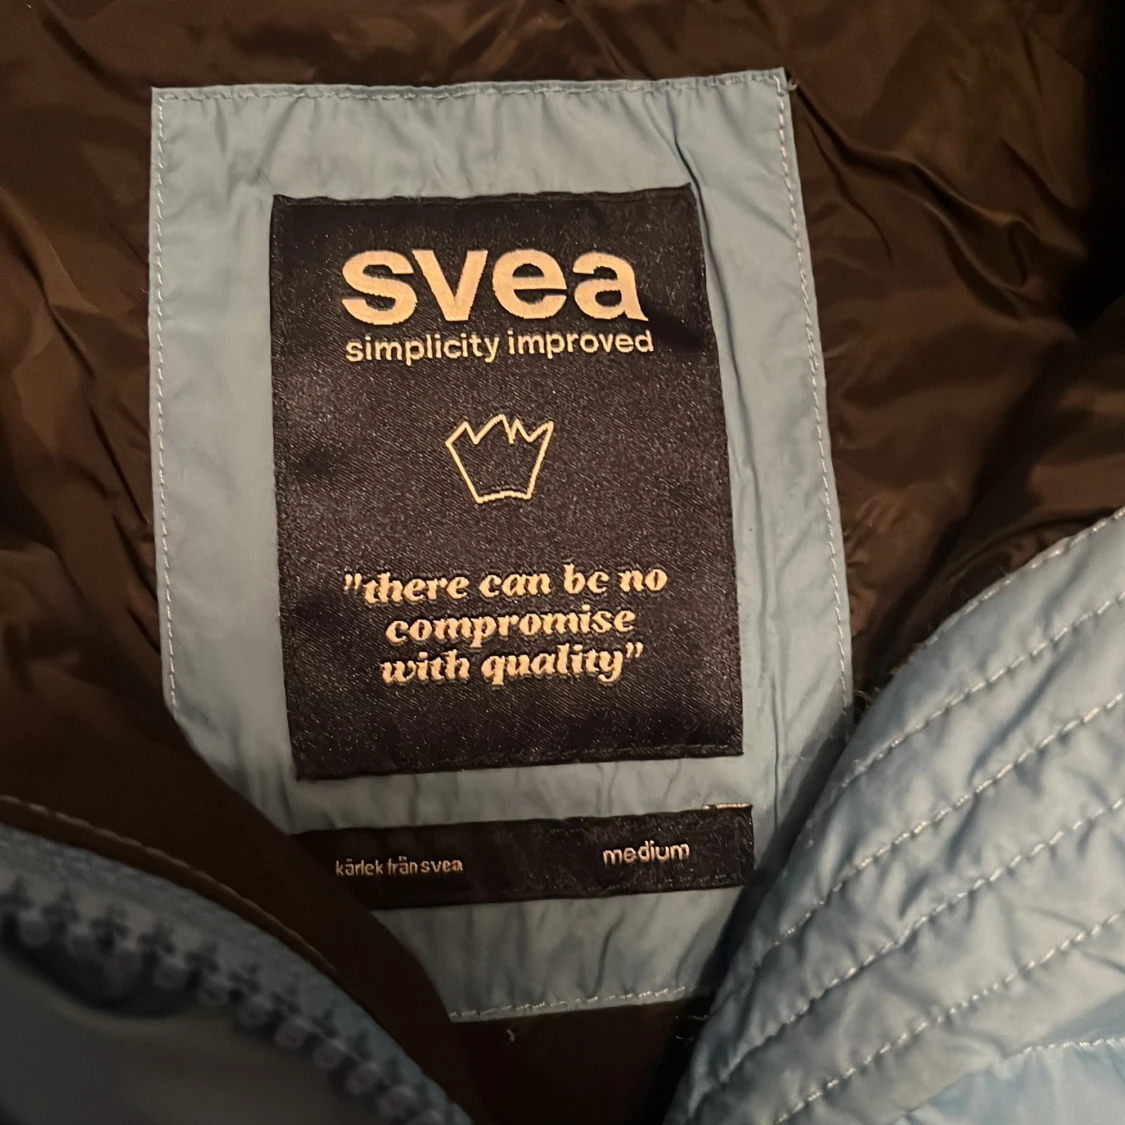 svea
simplicity improved
"there can be no
compromise
with quality"
kärlek från svea
medium